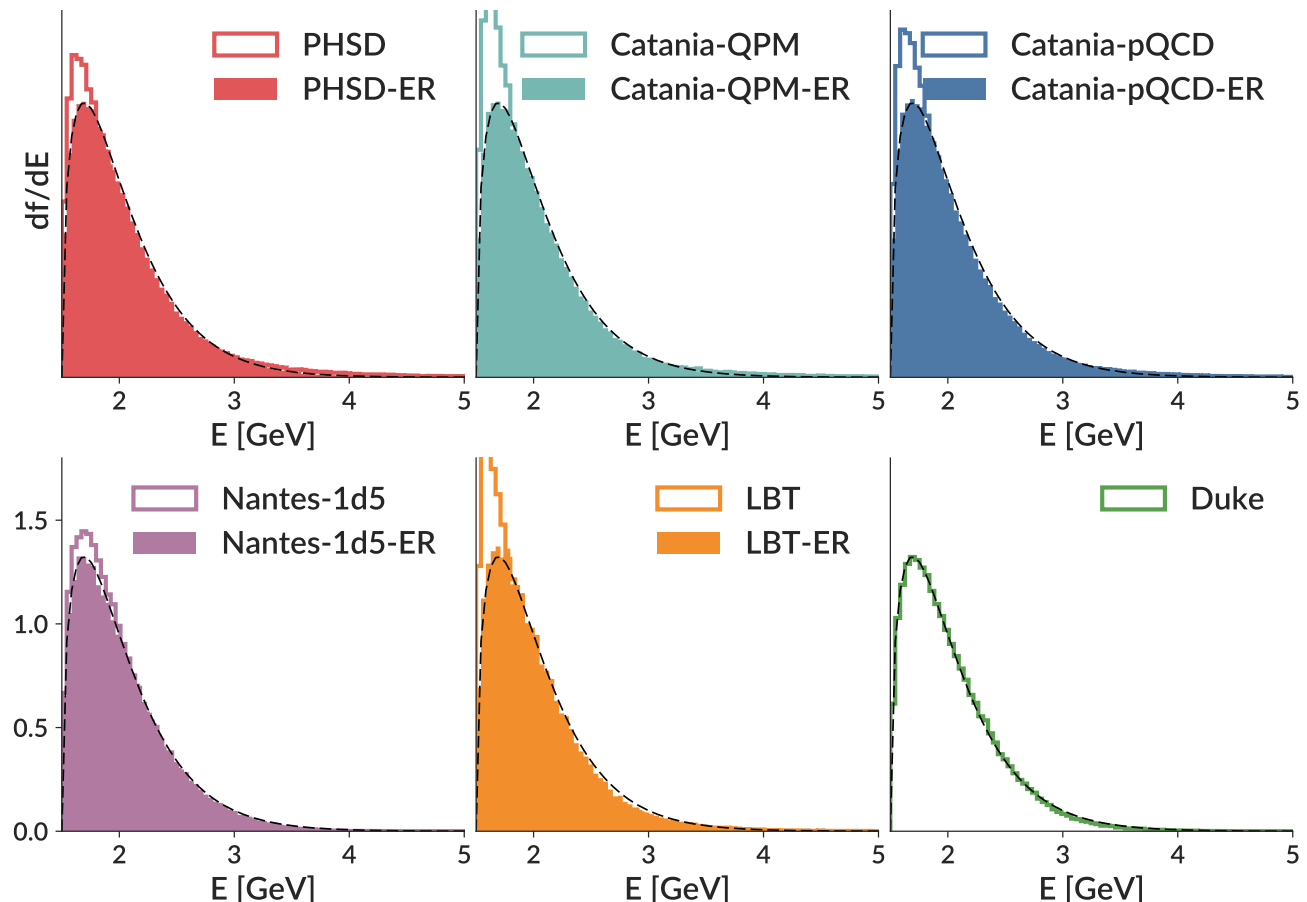 PHSD
PHSD-ER
Catania-QPM
Catania-QPM-ER
Catania-pQCD
Catania-pQCD-ER
df/dE
2 3 4 5
2 3 4 5
2 3 4 5
E [GeV]
E [GeV]
E [GeV]
Nantes-1d5
Nantes-1d5-ER
LBT
LBT-ER
Duke
1.5
1.0
0.5
0.0
2 3 4 5
2 3 4 5
2 3 4 5
E [GeV]
E [GeV]
E [GeV]